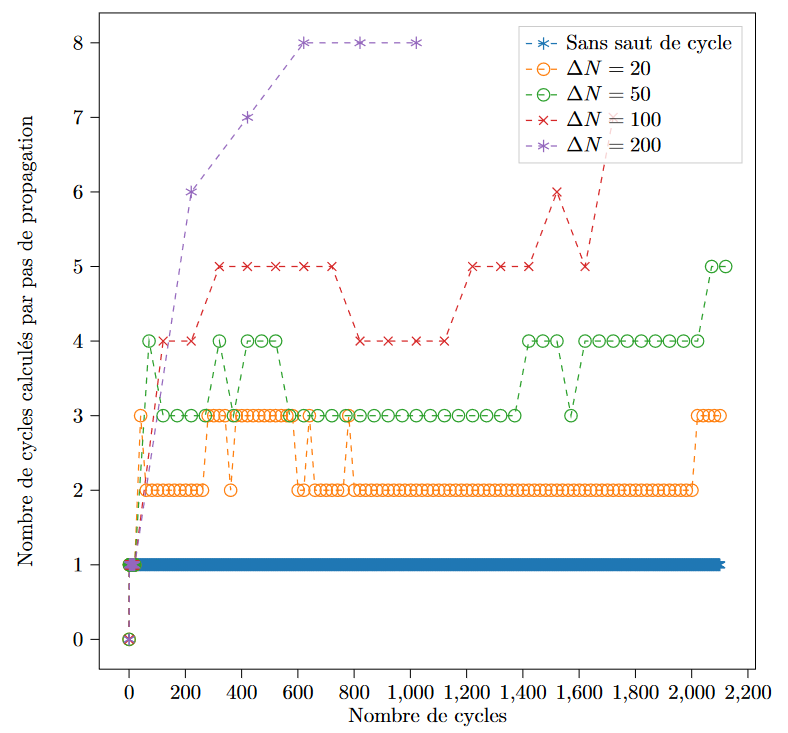 Nombre de cycles calculés par pas de propagation
8
7
6
5
4
3
2
1
0
Sans saut de cycle
ΔN = 20
ΔN = 50
ΔN = 100
ΔN = 200
0 200 400 600 800 1,000 1,200 1,400 1,600 1,800 2,000 2,200
Nombre de cycles